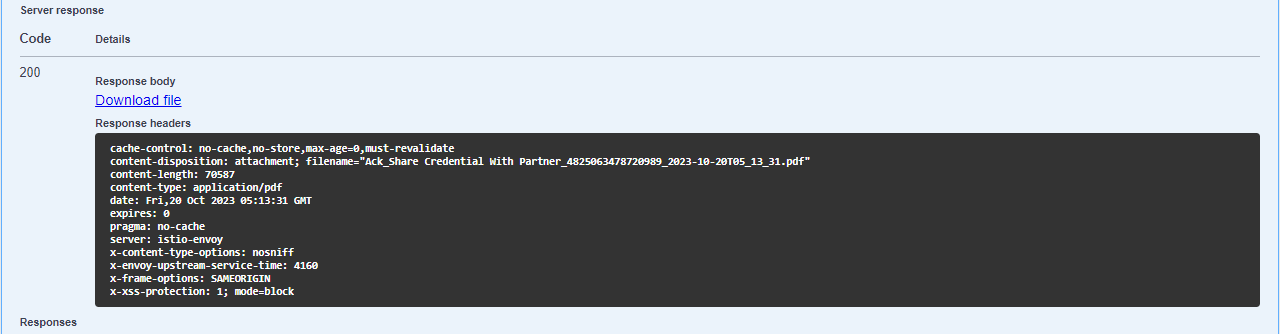 Server response
Code Details
200
Response body
Download file
Response headers
cache-control: no-cache,no-store,max-age=0,must-revalidate
content-disposition: attachment; filename="Ack_Share Credential With Partner_4825063478720989_2023-10-20T05_13_31.pdf"
content-length: 70587
content-type: application/pdf
date: Fri,20 Oct 2023 05:13:31 GMT
expires: 0
pragma: no-cache
server: istio-envoy
x-content-type-options: nosniff
x-envoy-upstream-service-time: 4160
x-frame-options: SAMEORIGIN
x-xss-protection: 1; mode=block
Responses